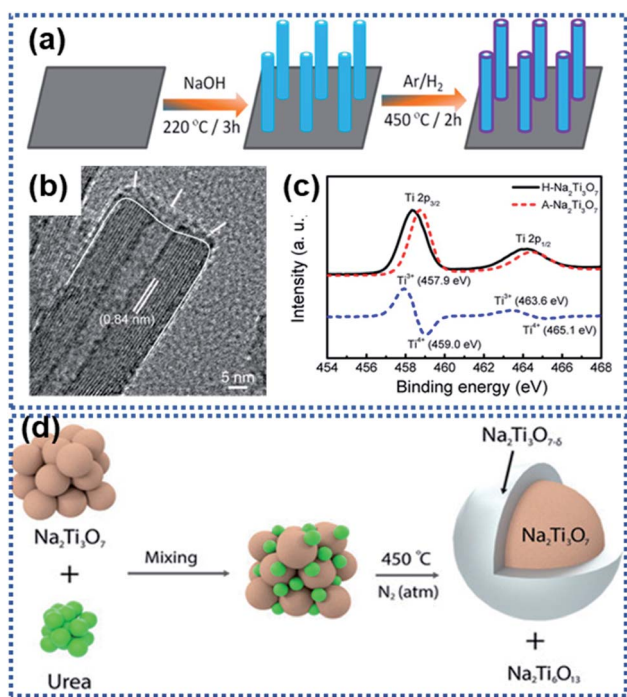 (a)
NaOH
220 °C / 3h
Ar/H₂
450 °C / 2h
(b)
(0.84 nm)
5 nm
(c)
Intensity (a. u.)
Ti 2p₃/₂
H-Na₂Ti₃O₇
A-Na₂Ti₃O₇
Ti 2p₁/₂
Ti³⁺ (457.9 eV)
Ti³⁺ (463.6 eV)
Ti⁴⁺ (459.0 eV)
Ti⁴⁺ (465.1 eV)
454 456 458 460 462 464 466 468
Binding energy (eV)
(d)
Na₂Ti₃O₇
+
Urea
Mixing
450 °C
N₂ (atm)
Na₂Ti₃O₇₋δ
Na₂Ti₃O₇
+
Na₂Ti₆O₁₃